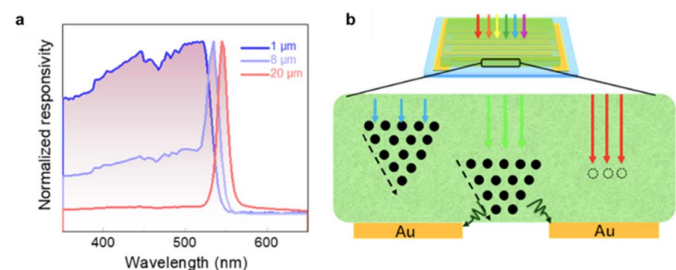 a
Normalized responsivity
1 μm
8 μm
20 μm
400 500 600
Wavelength (nm)
b
Au Au